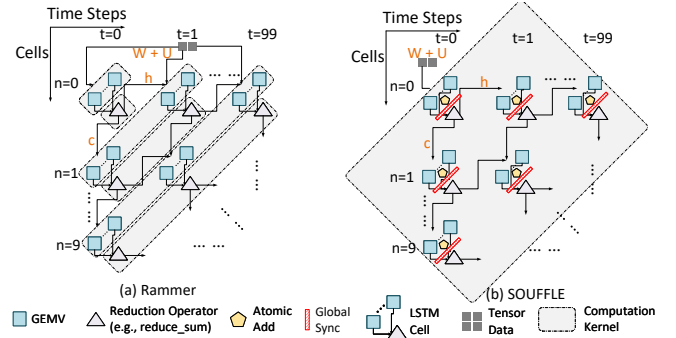 Time Steps
t=0 t=1 t=99
W + U
Cells
n=0
h
... ...
c
n=1
n=9
... ...
(a) Rammer
Time Steps
t=0 t=1 t=99
Cells
W + U
n=0
h
... ...
c
n=1
n=9
... ...
(b) SOUFFLE
GEMV
Reduction Operator
(e.g., reduce_sum)
Atomic
Add
Global
Sync
LSTM
Cell
Tensor
Data
Computation
Kernel